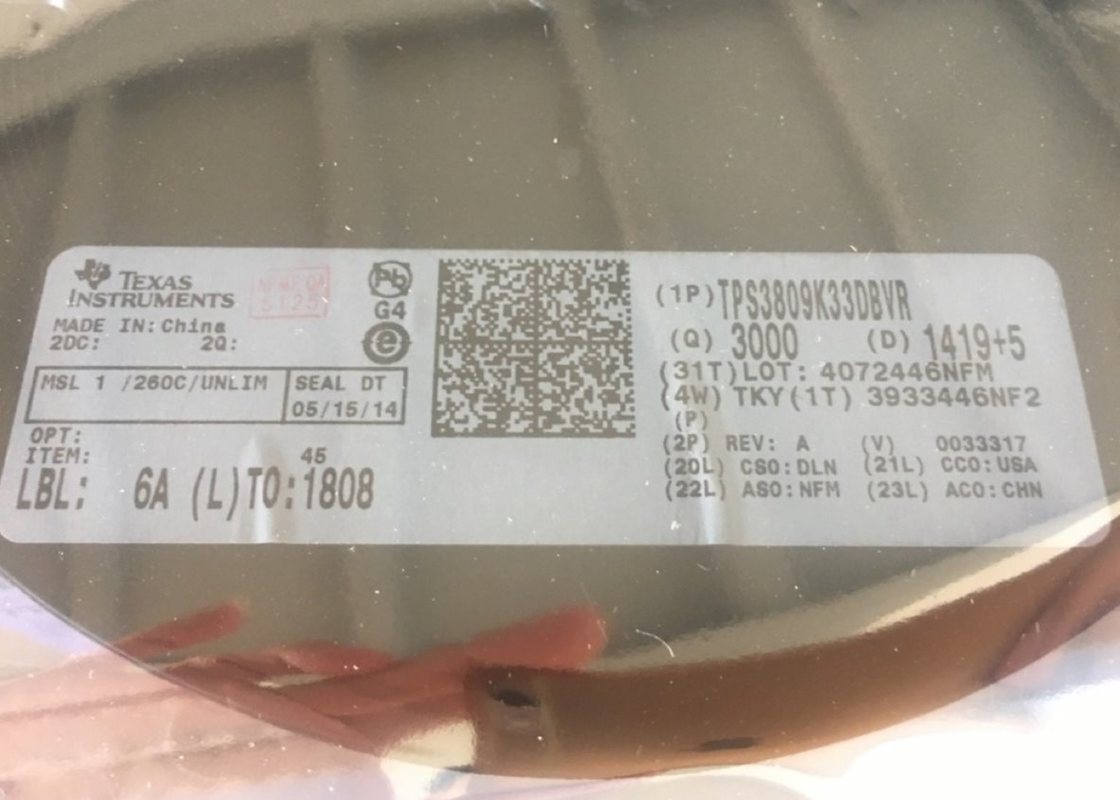 TEXAS
INSTRUMENTS
MADE IN: China
2DC: 2Q:
Pb
G4
e
MSL 1 /260C/UNLIM
SEAL DT
05/15/14
OPT:
ITEM: 45
LBL: 6A (L)TO:1808
(1P)TPS3809K33DBVR
(Q) 3000 (D) 1419+5
(31T)LOT: 4072446NFM
(4W) TKY(1T) 3933446NF2
(P)
(2P) REV: A (V) 0033317
(20L) CSO:DLN (21L) CCO:USA
(22L) ASO:NFM (23L) ACO:CHN